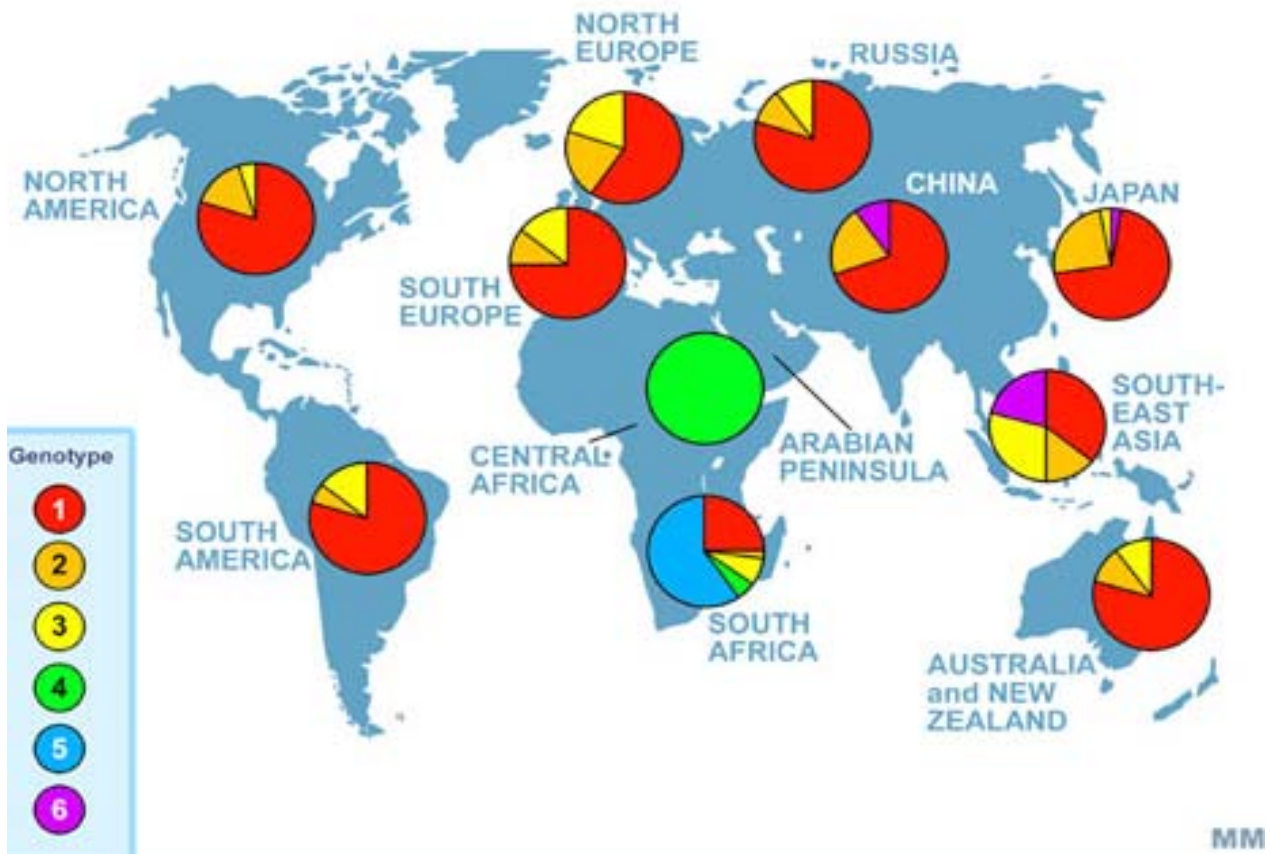 NORTH
EUROPE
RUSSIA
NORTH
AMERICA
CHINA
JAPAN
SOUTH
EUROPE
SOUTH-
EAST
ASIA
CENTRAL
AFRICA
ARABIAN
PENINSULA
Genotype
1
2
3
4
5
6
SOUTH
AMERICA
SOUTH
AFRICA
AUSTRALIA
and NEW
ZEALAND
MM